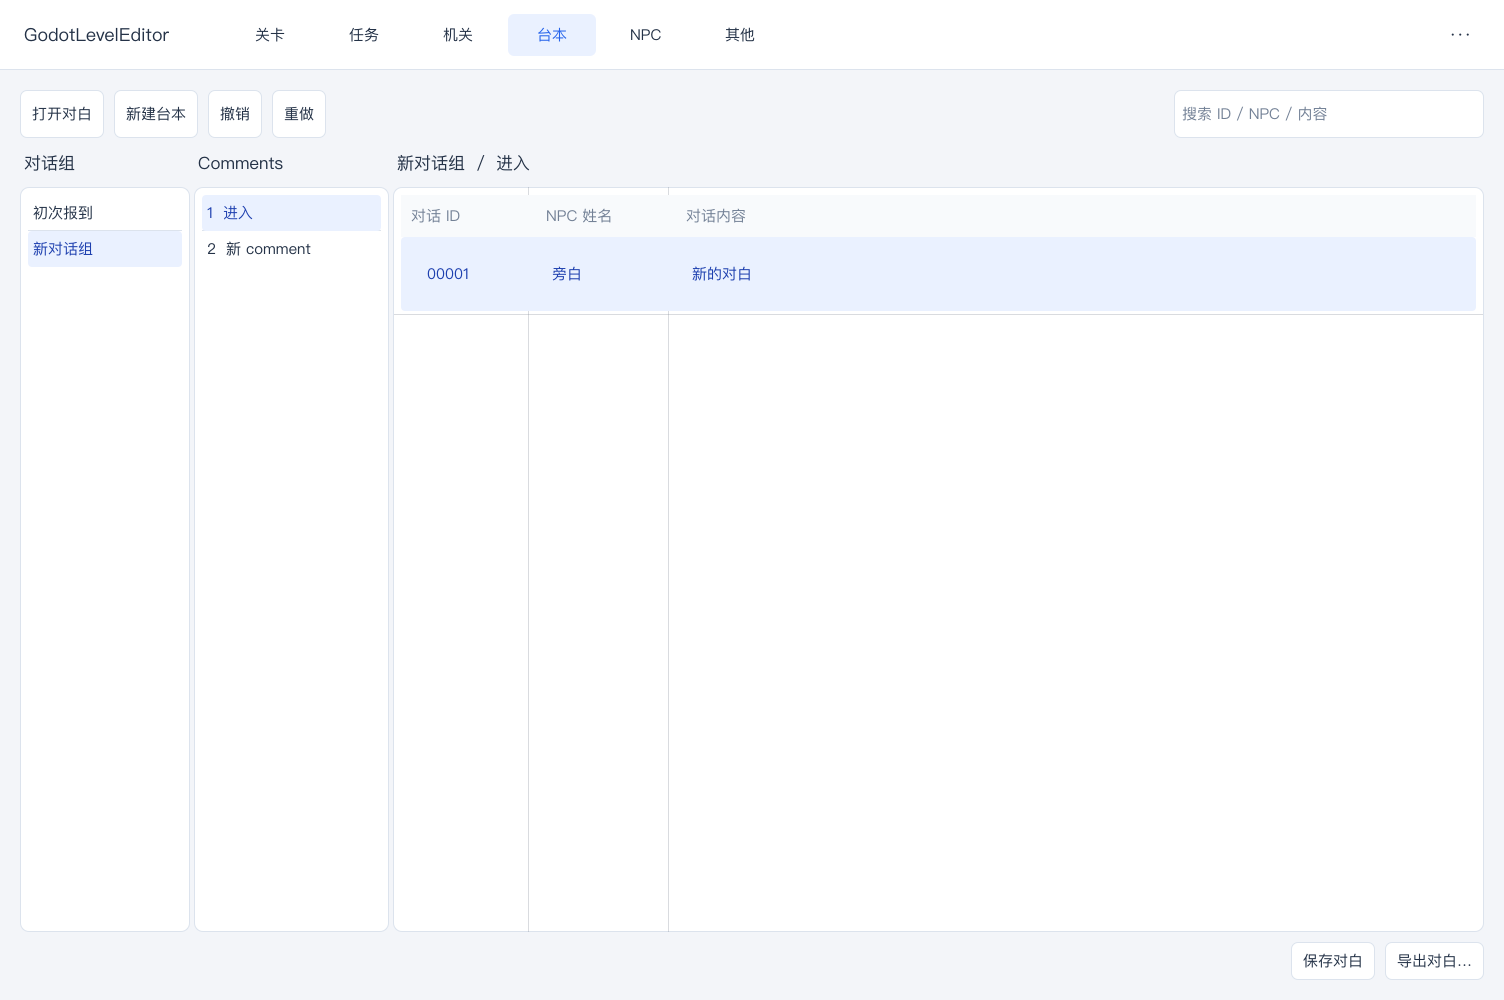 GodotLevelEditor 关卡 任务 机关 台本 NPC 其他 ...
打开对白 新建台本 撤销 重做 搜索 ID / NPC / 内容
对话组 Comments 新对话组 / 进入
初次报到 1 进入 对话 ID NPC 姓名 对话内容
新对话组 2 新 comment
00001 旁白 新的对白
保存对白 导出对白...